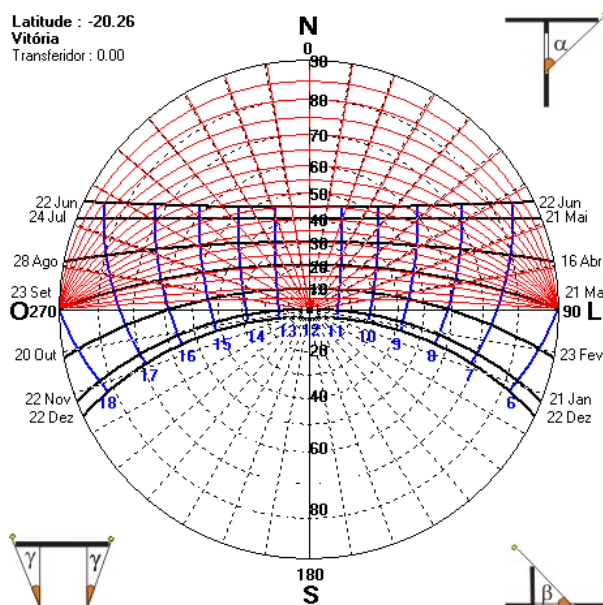 Latitude : -20.26
Vitória
Transferidor : 0.00
N
0
90
80
70
60
50
40
30
20
10
α
22 Jun
24 Jul
28 Ago
23 Set
O 270
20 Out
22 Nov
22 Dez
22 Jun
21 Mai
16 Abr
21 Ma
90 L
23 Fev
21 Jan
22 Dez
18
17
16
15
14
13
12
11
10
9
8
7
6
20
40
60
80
180
S
γ
γ
β